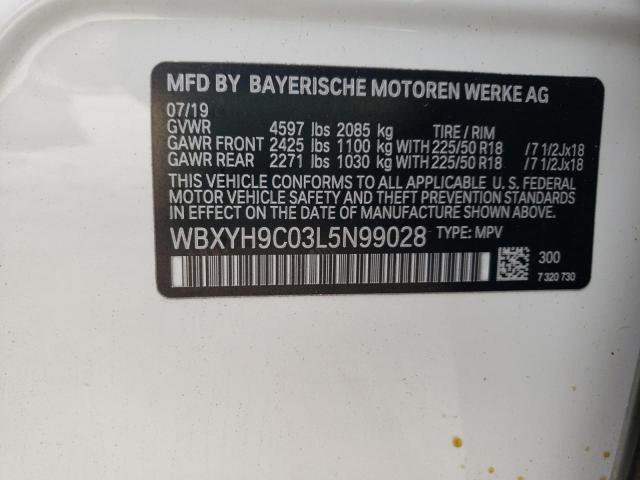 MFD BY BAYERISCHE MOTOREN WERKE AG
07/19
GVWR 4597 lbs 2085 kg TIRE / RIM
GAWR FRONT 2425 lbs 1100 kg WITH 225/50 R18 /7 1/2Jx18
GAWR REAR 2271 lbs 1030 kg WITH 225/50 R18 /7 1/2Jx18
THIS VEHICLE CONFORMS TO ALL APPLICABLE U. S. FEDERAL
MOTOR VEHICLE SAFETY AND THEFT PREVENTION STANDARDS
IN EFFECT ON THE DATE OF MANUFACTURE SHOWN ABOVE.
WBXYH9C03L5N99028 TYPE: MPV
300
7 320 730